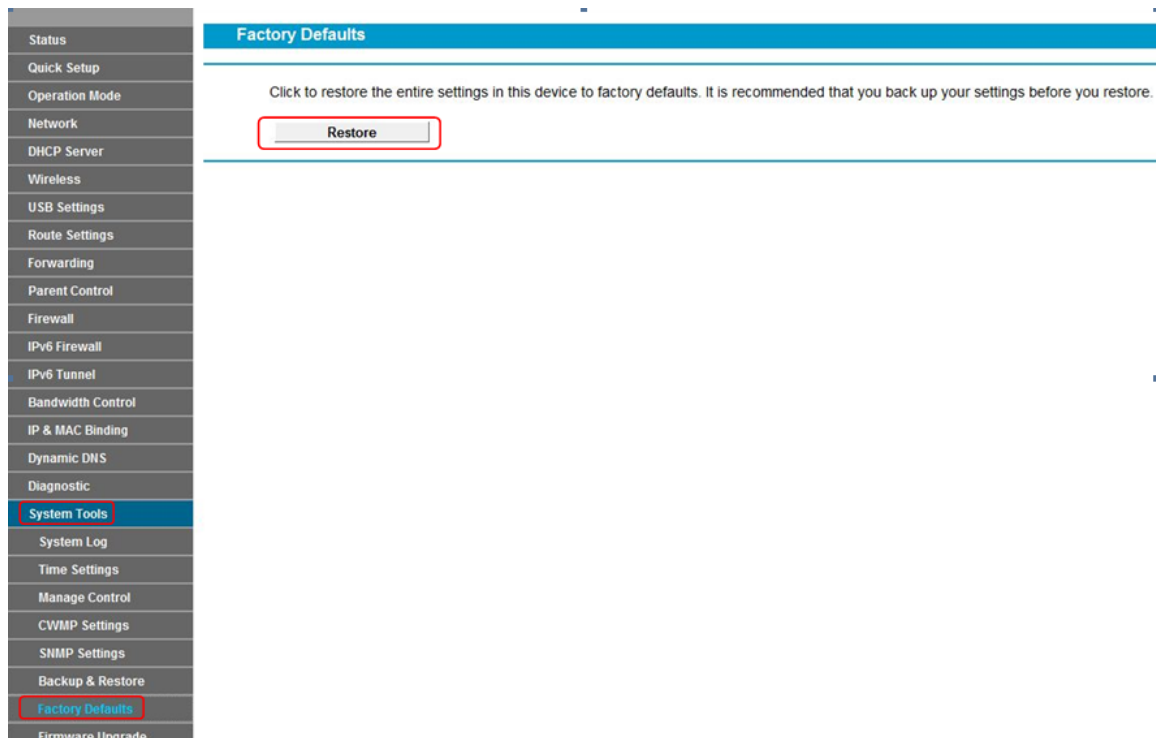 Status
Quick Setup
Operation Mode
Network
DHCP Server
Wireless
USB Settings
Route Settings
Forwarding
Parent Control
Firewall
IPv6 Firewall
IPv6 Tunnel
Bandwidth Control
IP & MAC Binding
Dynamic DNS
Diagnostic
System Tools
System Log
Time Settings
Manage Control
CWMP Settings
SNMP Settings
Backup & Restore
Factory Defaults
Firmware Upgrade
Factory Defaults
Click to restore the entire settings in this device to factory defaults. It is recommended that you back up your settings before you restore.
Restore